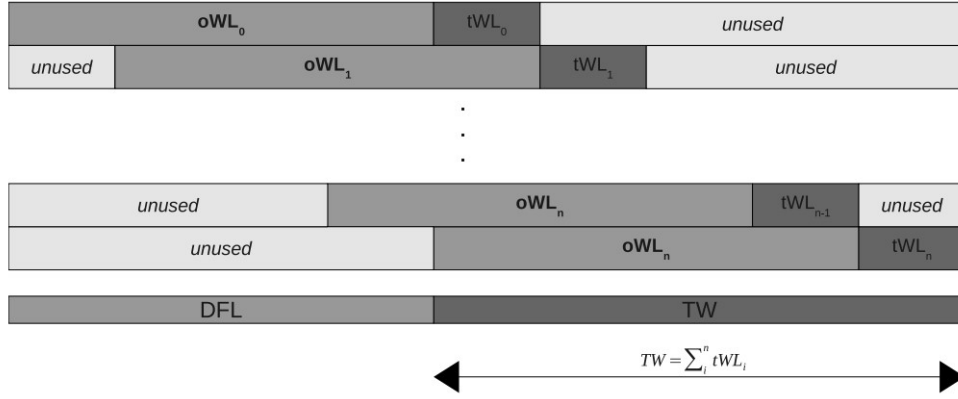 oWL₀ tWL₀ unused
unused oWL₁ tWL₁ unused
.
.
.
unused oWLₙ tWLₙ₋₁ unused
unused oWLₙ tWLₙ
DFL TW
TW = ∑ᵢⁿ tWLᵢ